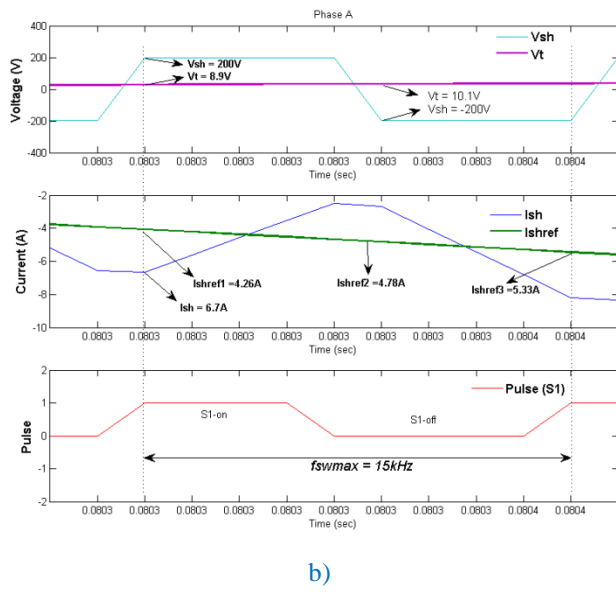 Phase A
Voltage (V)
400
200
0
-200
-400
Vsh
Vt
Vsh = 200V
Vt = 8.9V
Vt = 10.1V
Vsh = -200V
0.0803 0.0803 0.0803 0.0803 0.0803 0.0803 0.0803 0.0803 0.0804 0.0804 0.0804
Time (sec)
Current (A)
-2
-4
-6
-8
-10
Ish
Ishref
Ishref1 =4.26A
Ish = 6.7A
Ishref2 =4.78A
Ishref3 =5.33A
0.0803 0.0803 0.0803 0.0803 0.0803 0.0803 0.0803 0.0803 0.0804 0.0804 0.0804
Time (sec)
Pulse
2
1
0
-1
-2
Pulse (S1)
S1-on
S1-off
fswmax = 15kHz
0.0803 0.0803 0.0803 0.0803 0.0803 0.0803 0.0803 0.0803 0.0804 0.0804 0.0804
Time (sec)
b)